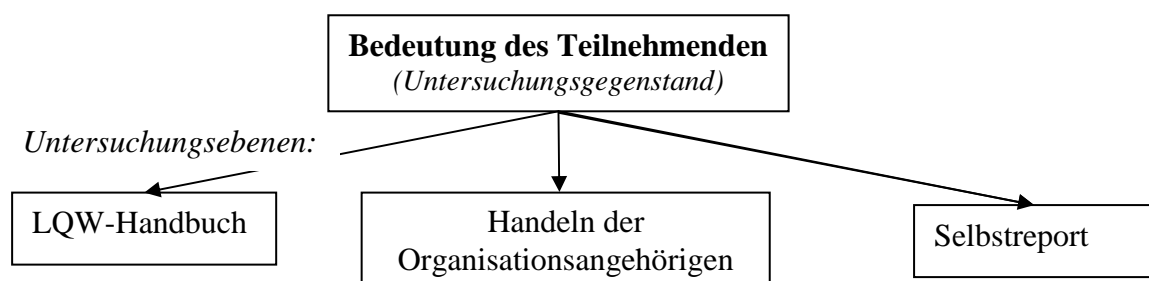 Bedeutung des Teilnehmenden
(Untersuchungsgegenstand)
Untersuchungsebenen:
LQW-Handbuch
Handeln der
Organisationsangehörigen
Selbstreport